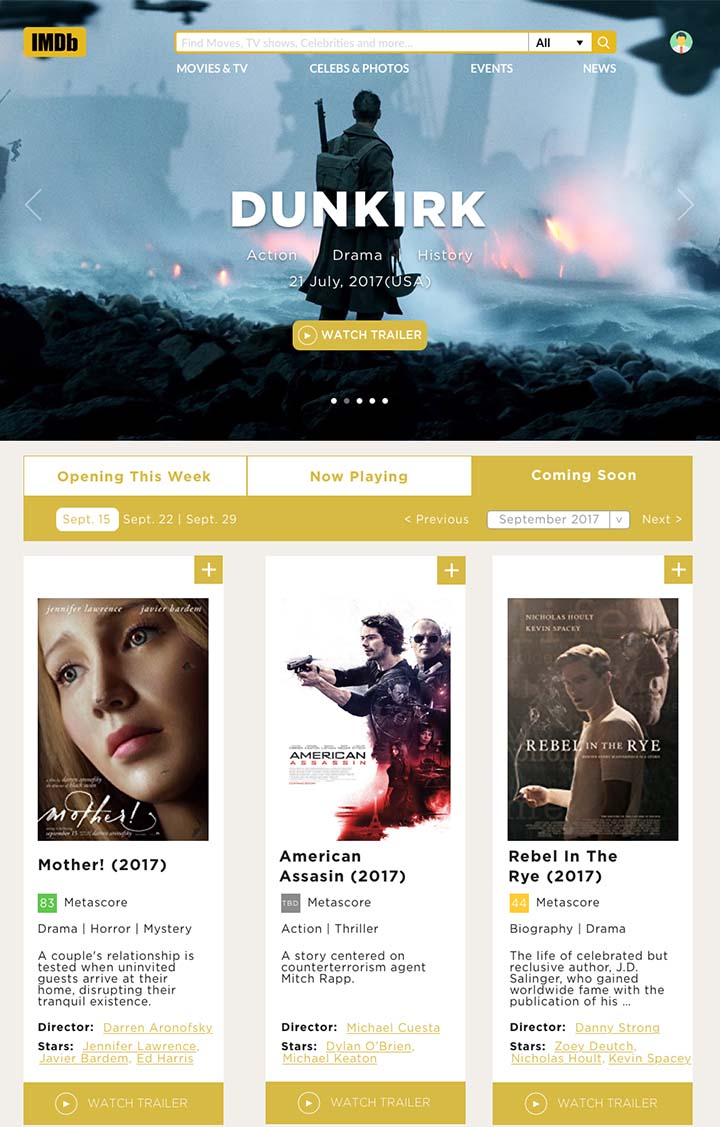 IMDb
Find Movies, TV shows, Celebrities and more...
All
MOVIES & TV
CELEBS & PHOTOS
EVENTS
NEWS
DUNKIRK
Action | Drama | History
21 July, 2017(USA)
WATCH TRAILER
Opening This Week
Now Playing
Coming Soon
Sept. 15
Sept. 22 | Sept. 29
< Previous
September 2017
v
Next >
+
jennifer lawrence javier bardem
a film by darren aronofsky
mother!
september 15
Mother! (2017)
83 Metascore
Drama | Horror | Mystery
A couple's relationship is
tested when uninvited
guests arrive at their
home, disrupting their
tranquil existence.
Director: Darren Aronofsky
Stars: Jennifer Lawrence,
Javier Bardem, Ed Harris
WATCH TRAILER
+
AMERICAN
ASSASSIN
American
Assasin (2017)
TBD Metascore
Action | Thriller
A story centered on
counterterrorism agent
Mitch Rapp.
Director: Michael Cuesta
Stars: Dylan O'Brien,
Michael Keaton
WATCH TRAILER
+
NICHOLAS HOULT
KEVIN SPACEY
REBEL IN THE RYE
Rebel In The
Rye (2017)
44 Metascore
Biography | Drama
The life of celebrated but
reclusive author, J.D.
Salinger, who gained
worldwide fame with the
publication of his ...
Director: Danny Strong
Stars: Zoey Deutch,
Nicholas Hoult, Kevin Spacey
WATCH TRAILER